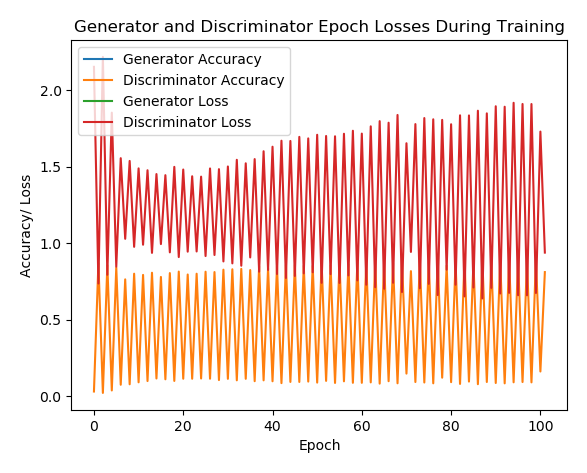 Generator and Discriminator Epoch Losses During Training
Generator Accuracy
Discriminator Accuracy
Generator Loss
Discriminator Loss
Accuracy/ Loss
2.0
1.5
1.0
0.5
0.0
0
20
40
60
80
100
Epoch